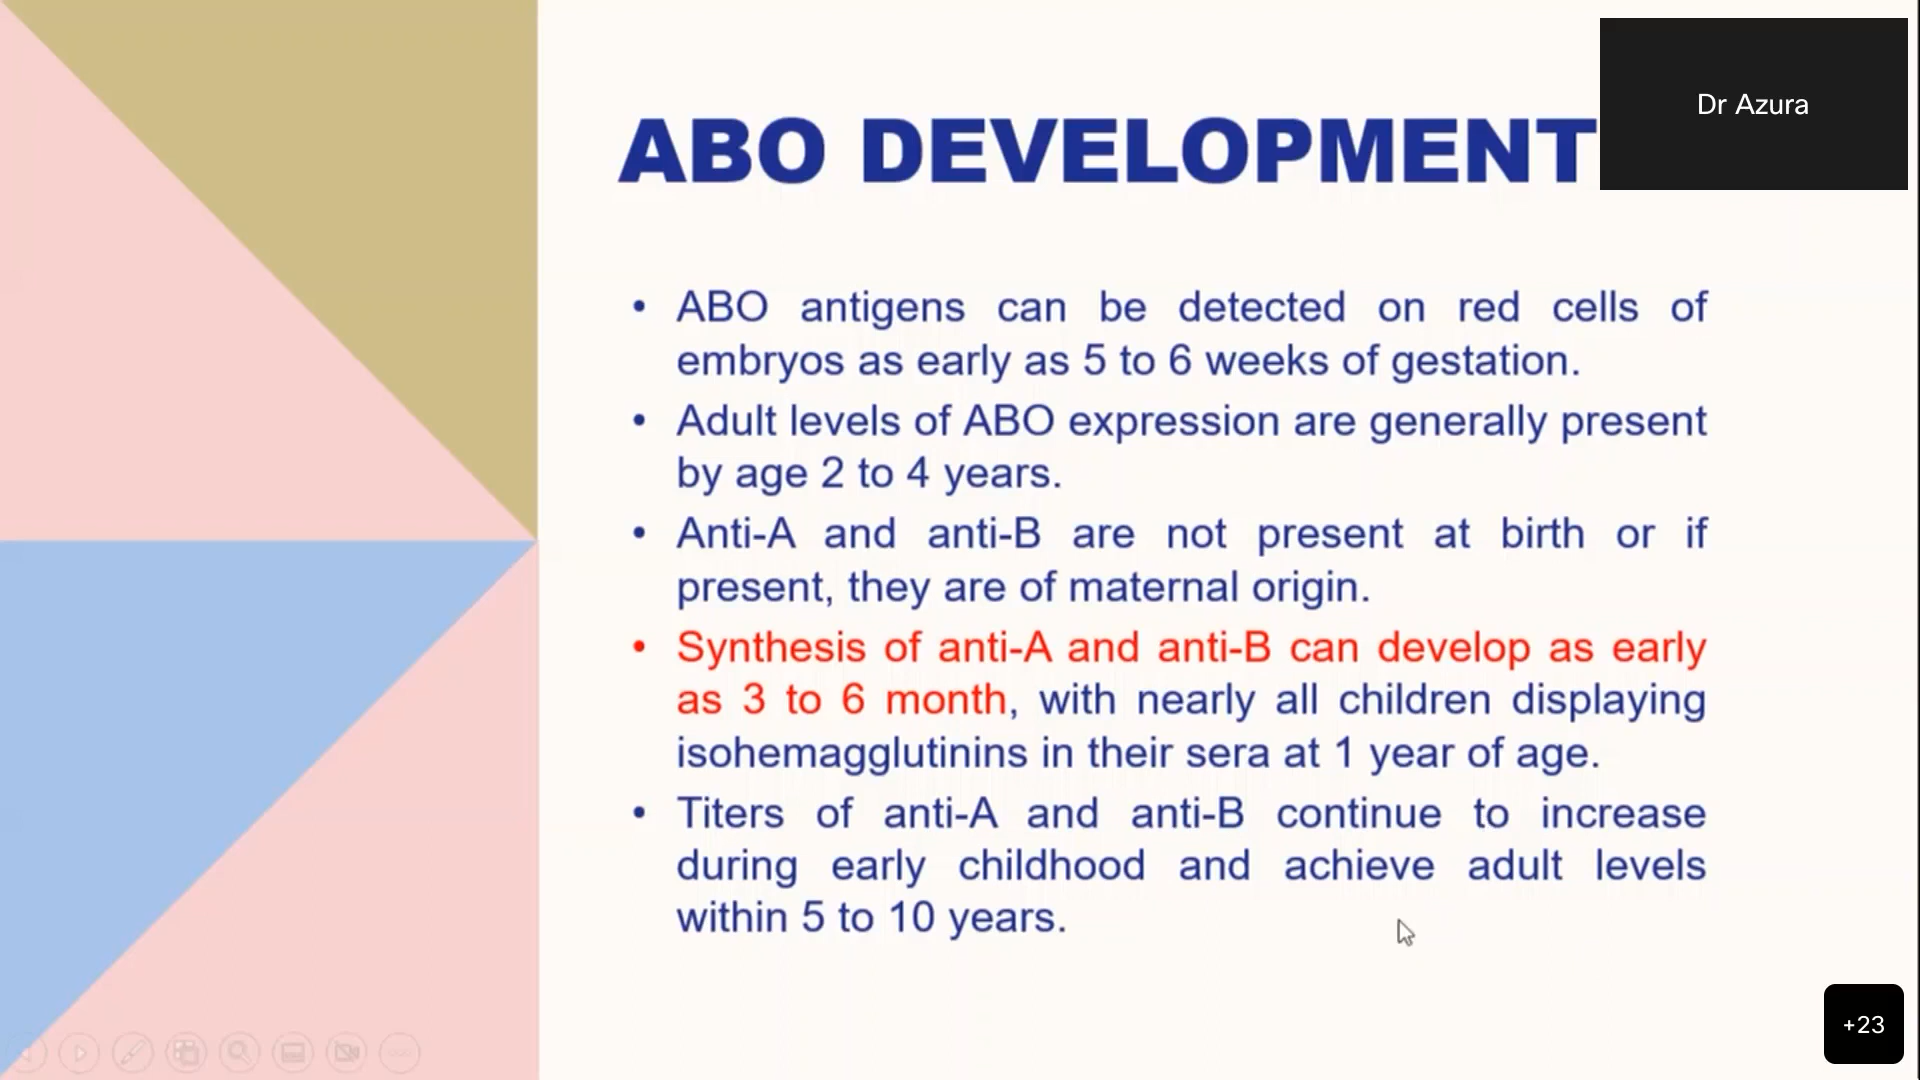 Dr Azura
ABO DEVELOPMENT
• ABO antigens can be detected on red cells of
embryos as early as 5 to 6 weeks of gestation.
• Adult levels of ABO expression are generally present
by age 2 to 4 years.
• Anti-A and anti-B are not present at birth or if
present, they are of maternal origin.
• Synthesis of anti-A and anti-B can develop as early
as 3 to 6 month, with nearly all children displaying
isohemagglutinins in their sera at 1 year of age.
• Titers of anti-A and anti-B continue to increase
during early childhood and achieve adult levels
within 5 to 10 years.
+23